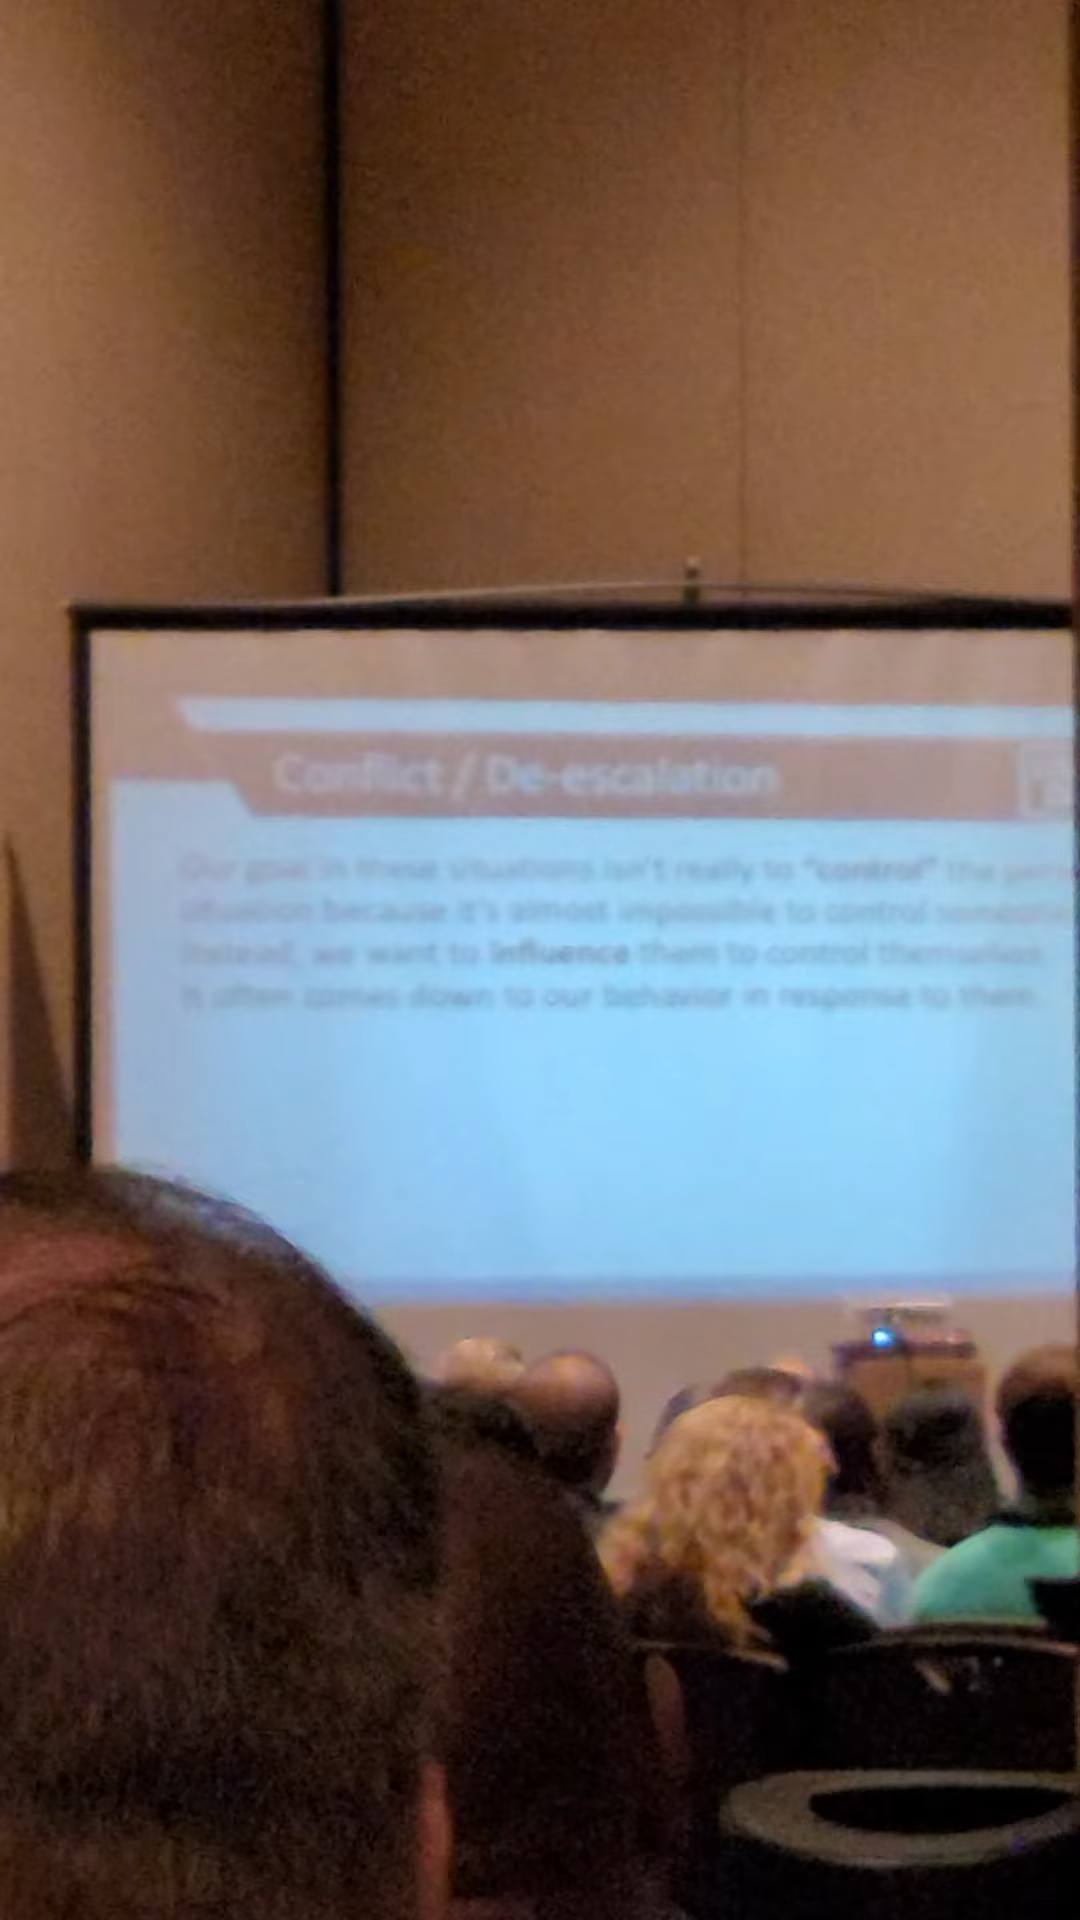 Conflict / De-escalation
Our goal in these situations isn't really to "control" the
situation because it's almost impossible to control
Instead, we want to influence them to control themselves.
It often comes down to our behavior in response to them.